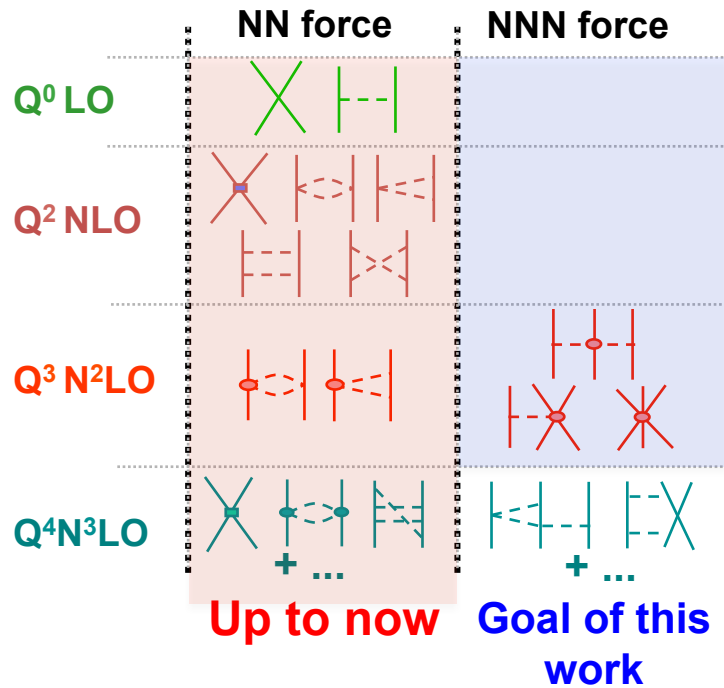 NN force
NNN force
Q⁰ LO
Q² NLO
Q³ N²LO
Q⁴N³LO
+ ...
+ ...
Up to now
Goal of this
work